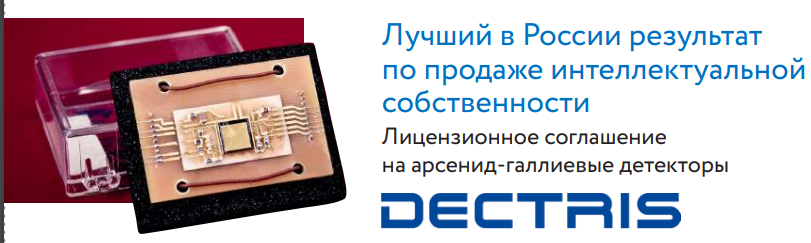 Лучший в России результат
по продаже интеллектуальной
собственности
Лицензионное соглашение
на арсенид-галлиевые детекторы
DECTRIS